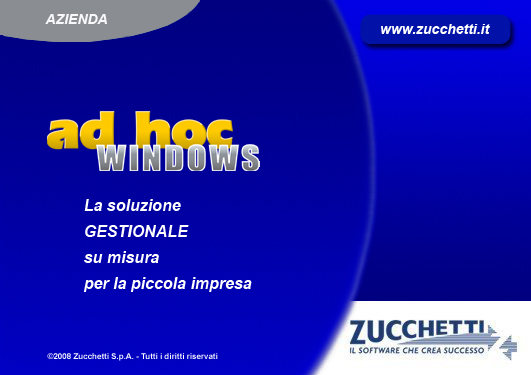 AZIENDA
www.zucchetti.it
ad hoc
WINDOWS
La soluzione
GESTIONALE
su misura
per la piccola impresa
ZUCCHETTI
IL SOFTWARE CHE CREA SUCCESSO
©2008 Zucchetti S.p.A. - Tutti i diritti riservati